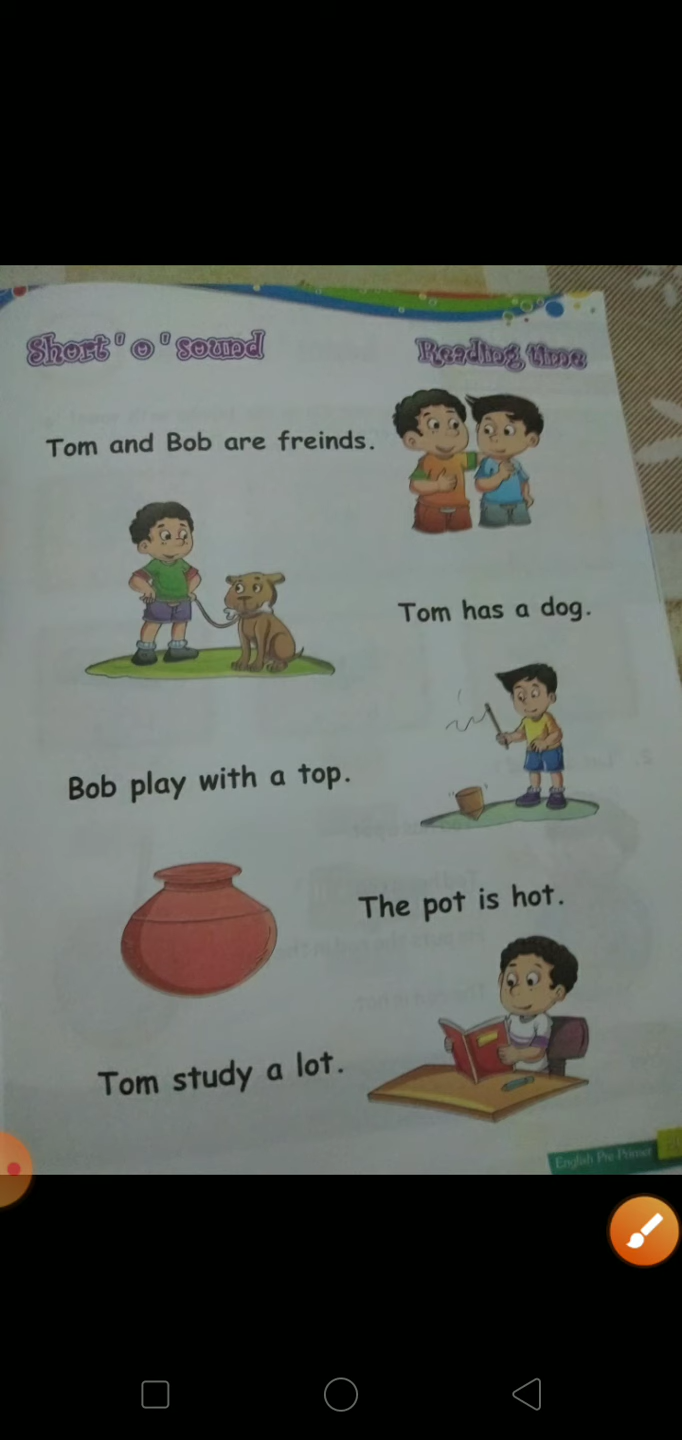 Short 'o' sound
Reading time
Tom and Bob are freinds.
Tom has a dog.
Bob play with a top.
The pot is hot.
Tom study a lot.
English Pre-Primer